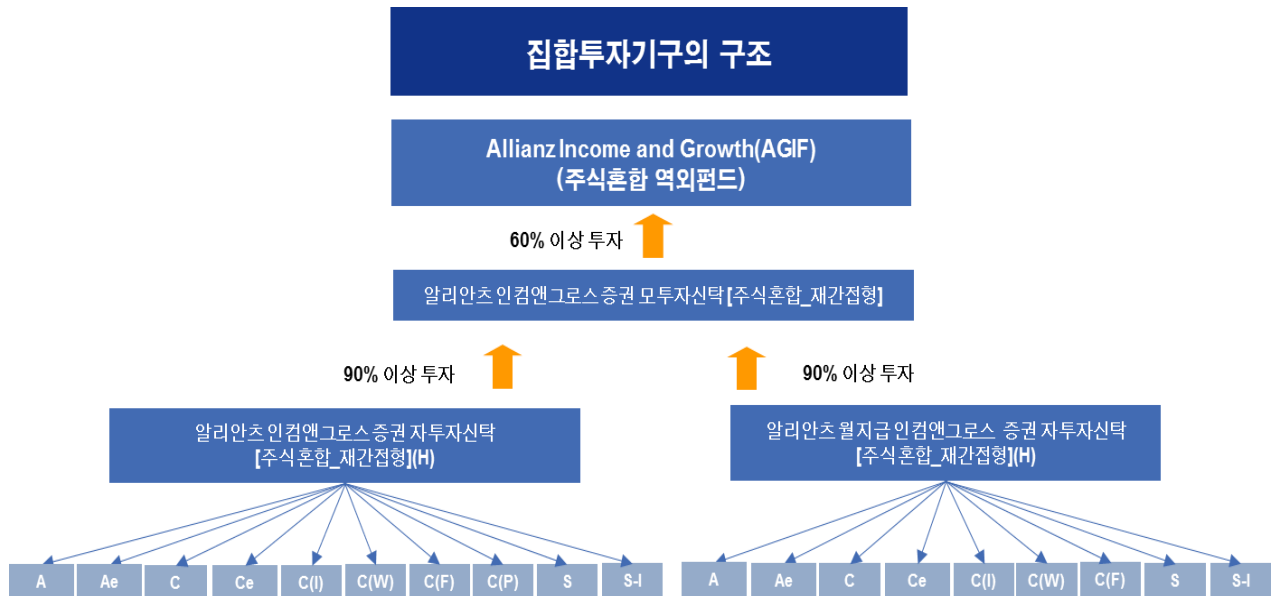 집합투자기구의 구조
Allianz Income and Growth(AGIF)
(주식혼합 역외펀드)
60% 이상 투자
알리안츠 인컴앤그로스 증권 모투자신탁 [주식혼합_재간접형]
90% 이상 투자
90% 이상 투자
알리안츠 인컴앤그로스 증권 자투자신탁
[주식혼합_재간접형](H)
알리안츠 월지급 인컴앤그로스 증권 자투자신탁
[주식혼합_재간접형](H)
A Ae C Ce C(I) C(W) C(F) C(P) S S-I
A Ae C Ce C(I) C(W) C(F) S S-I